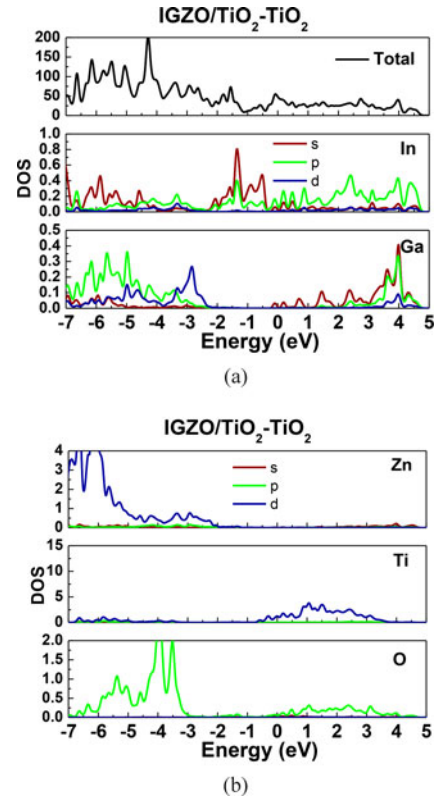 IGZO/TiO₂-TiO₂
200
150
100
50
0
Total
1.0
0.8
0.6
0.4
0.2
0.0
s
p
d
In
DOS
0.5
0.4
0.3
0.2
0.1
0.0
Ga
-7 -6 -5 -4 -3 -2 -1 0 1 2 3 4 5
Energy (eV)
(a)
IGZO/TiO₂-TiO₂
4
3
2
1
0
s
p
d
Zn
15
10
5
0
Ti
DOS
2.0
1.5
1.0
0.5
0.0
O
-7 -6 -5 -4 -3 -2 -1 0 1 2 3 4 5
Energy (eV)
(b)